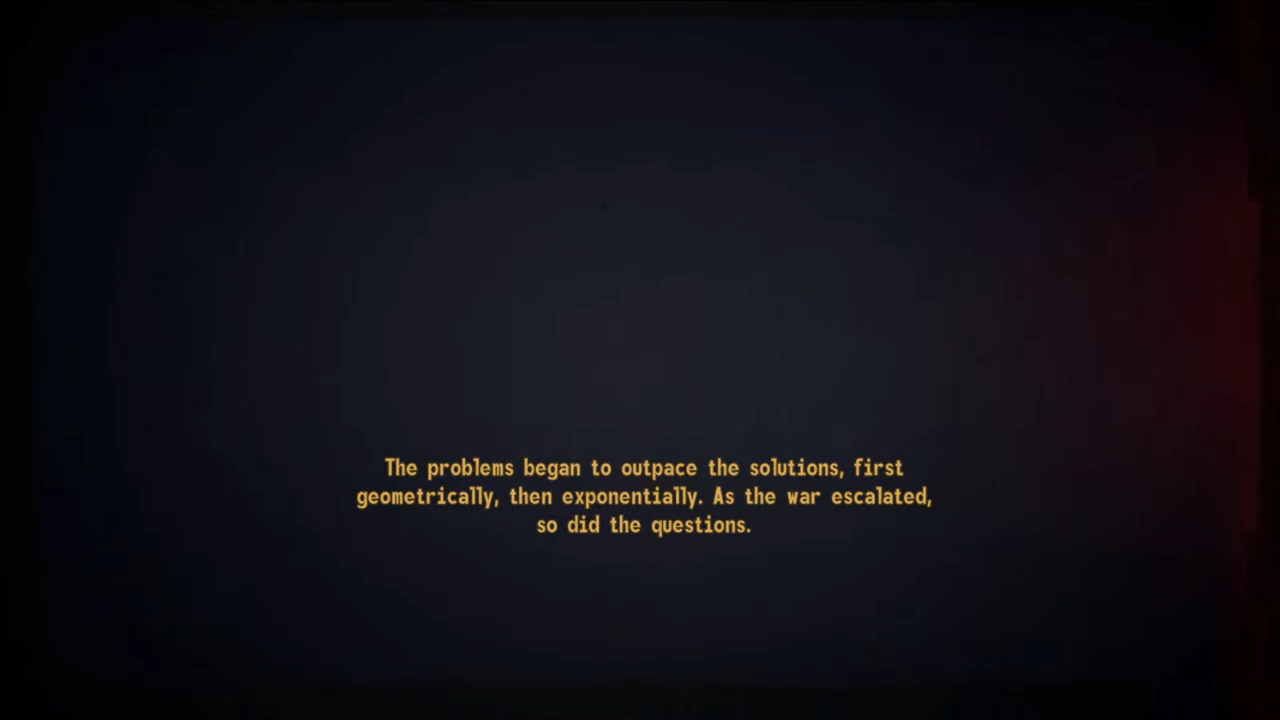 The problems began to outpace the solutions, first
geometrically, then exponentially. As the war escalated,
so did the questions.